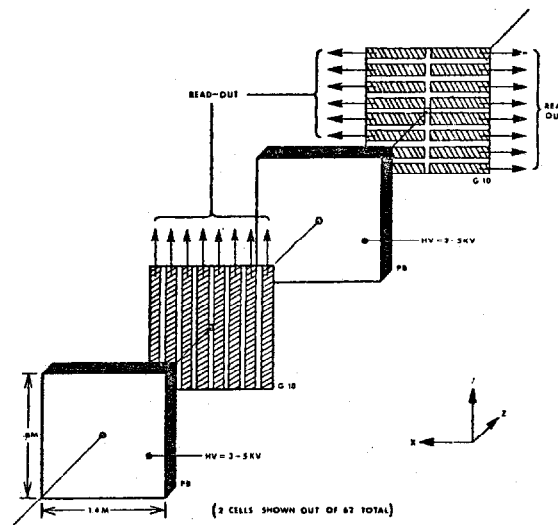 READ-OUT
READ
OUT
G 10
HV = 3-5KV
PB
G 10
.8M
HV = 3-5KV
PB
1.4 M
(2 CELLS SHOWN OUT OF 62 TOTAL)
X
Z